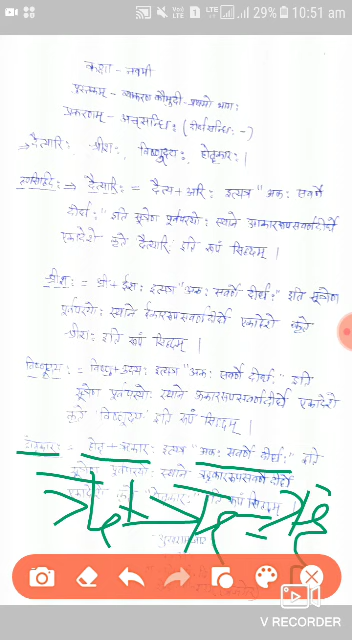 29% 10:51 am
कक्षा - नवमी
पुस्तकम् - व्याकरण कौमुदी - प्रथमो भागः
प्रकरणम् - अच्सन्धिः (दीर्घसन्धिः -)
⇒ दैत्यारिः, श्रीशः, विष्णूदयः, होतृकारः।
⇒ दैत्यारिः = दैत्य + अरिः इत्यत्र "अकः सवर्णे
दीर्घः" इति सूत्रेण पूर्वपरयोः स्थाने आकाररूपसवर्णदीर्घे
एकादेशे कृते दैत्यारिः इति रूपं सिद्धम्।
श्रीशः = श्री + ईशः इत्यत्र "अकः सवर्णे दीर्घः" इति सूत्रेण
पूर्वपरयोः स्थाने ईकाररूपसवर्णदीर्घे एकादेशे कृते
श्रीशः इति रूपं सिद्धम्।
विष्णूदयः = विष्णु + उदयः इत्यत्र "अकः सवर्णे दीर्घः" इति
सूत्रेण पूर्वपरयोः स्थाने ऊकाररूपसवर्णदीर्घे एकादेशे
कृते 'विष्णूदयः' इति रूपं सिद्धम्।
होतृकारः = होतृ + ऋकारः इत्यत्र "अकः सवर्णे दीर्घः" इति
सूत्रेण पूर्वपरयोः स्थाने
इति रूपं सिद्धम्।
V RECORDER